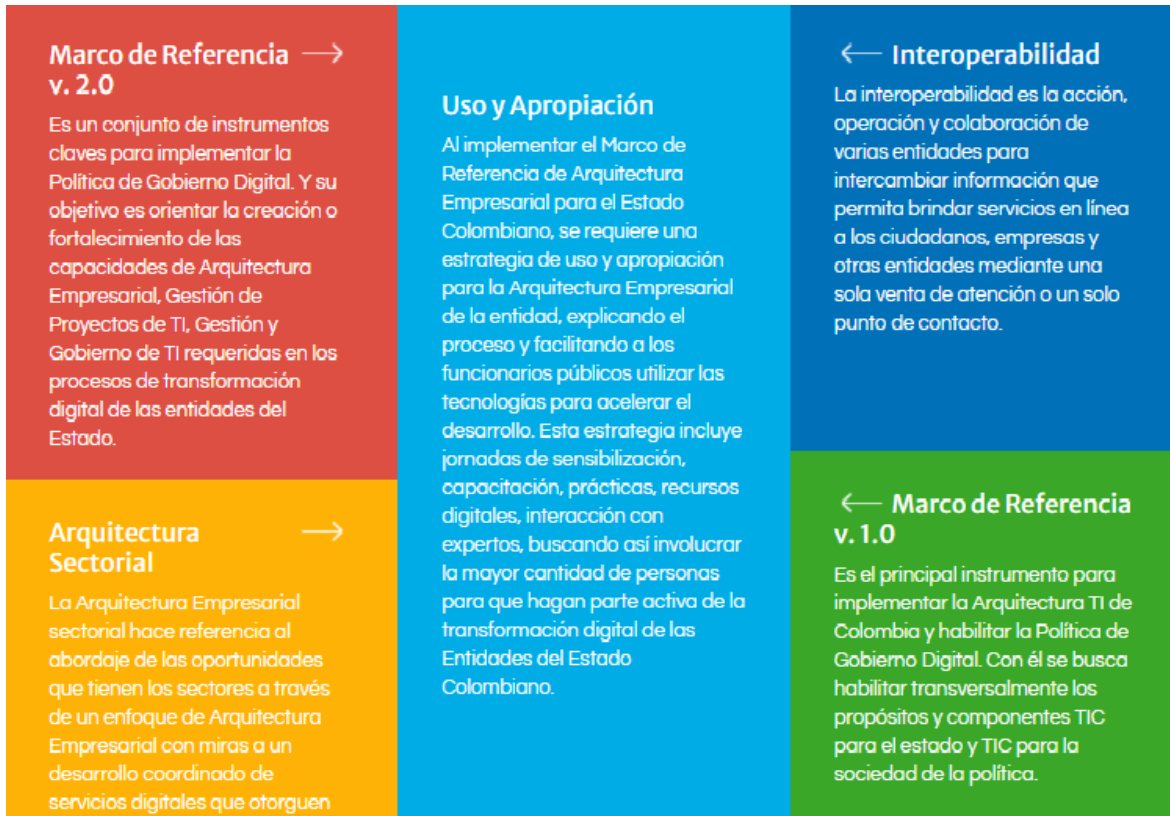 Marco de Referencia
v. 2.0
Es un conjunto de instrumentos
claves para implementar la
Política de Gobierno Digital. Y su
objetivo es orientar la creación o
fortalecimiento de las
capacidades de Arquitectura
Empresarial, Gestión de
Proyectos de TI, Gestión y
Gobierno de TI requeridas en los
procesos de transformación
digital de las entidades del
Estado.
Arquitectura
Sectorial
La Arquitectura Empresarial
sectorial hace referencia al
abordaje de las oportunidades
que tienen los sectores a través
de un enfoque de Arquitectura
Empresarial con miras a un
desarrollo coordinado de
servicios digitales que otorguen
Uso y Apropiación
Al implementar el Marco de
Referencia de Arquitectura
Empresarial para el Estado
Colombiano, se requiere una
estrategia de uso y apropiación
para la Arquitectura Empresarial
de la entidad, explicando el
proceso y facilitando a los
funcionarios públicos utilizar las
tecnologías para acelerar el
desarrollo. Esta estrategia incluye
jornadas de sensibilización,
capacitación, prácticas, recursos
digitales, interacción con
expertos, buscando así involucrar
la mayor cantidad de personas
para que hagan parte activa de la
transformación digital de las
Entidades del Estado
Colombiano.
Interoperabilidad
La interoperabilidad es la acción,
operación y colaboración de
varias entidades para
intercambiar información que
permita brindar servicios en línea
a los ciudadanos, empresas y
otras entidades mediante una
sola venta de atención o un solo
punto de contacto.
Marco de Referencia
v. 1.0
Es el principal instrumento para
implementar la Arquitectura TI de
Colombia y habilitar la Política de
Gobierno Digital. Con él se busca
habilitar transversalmente los
propósitos y componentes TIC
para el estado y TIC para la
sociedad de la política.